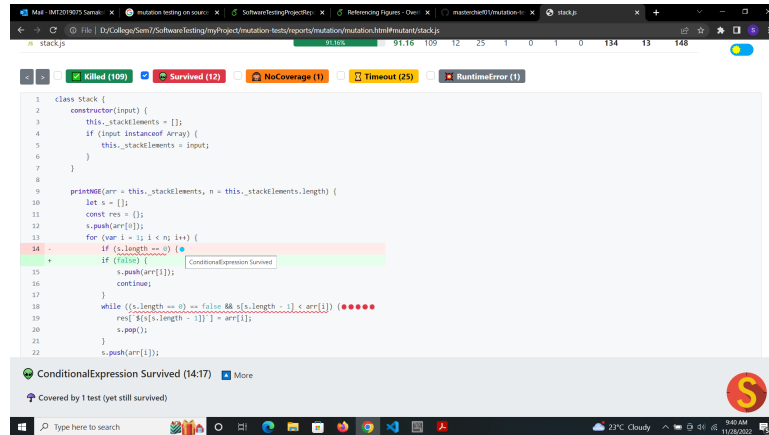 Mail - IMT2019075 Samaks
mutation testing on source
SoftwareTestingProjectRep
Referencing Figures - Overl
masterchief01/mutation-te
stack.js
File | D:/College/Sem7/SoftwareTesting/myProject/mutation-tests/reports/mutation/mutation.html#mutant/stack.js
JS stack.js 91.16% 91.16 109 12 25 1 0 1 0 134 13 148
< > Killed (109) Survived (12) NoCoverage (1) Timeout (25) RuntimeError (1)
1 class Stack {
2 constructor(input) {
3 this._stackElements = [];
4 if (input instanceof Array) {
5 this._stackElements = input;
6 }
7 }
8
9 printNGE(arr = this._stackElements, n = this._stackElements.length) {
10 let s = [];
11 const res = {};
12 s.push(arr[0]);
13 for (var i = 1; i < n; i++) {
14 - if (s.length == 0) {
+ if (false) {
ConditionalExpression Survived
15 s.push(arr[i]);
16 continue;
17 }
18 while ((s.length == 0) == false && s[s.length - 1] < arr[i]) {
19 res[`${s[s.length - 1]}`] = arr[i];
20 s.pop();
21 }
22 s.push(arr[i]);
ConditionalExpression Survived (14:17) More
Covered by 1 test (yet still survived)
S
Type here to search
23°C Cloudy
9:40 AM
11/28/2022